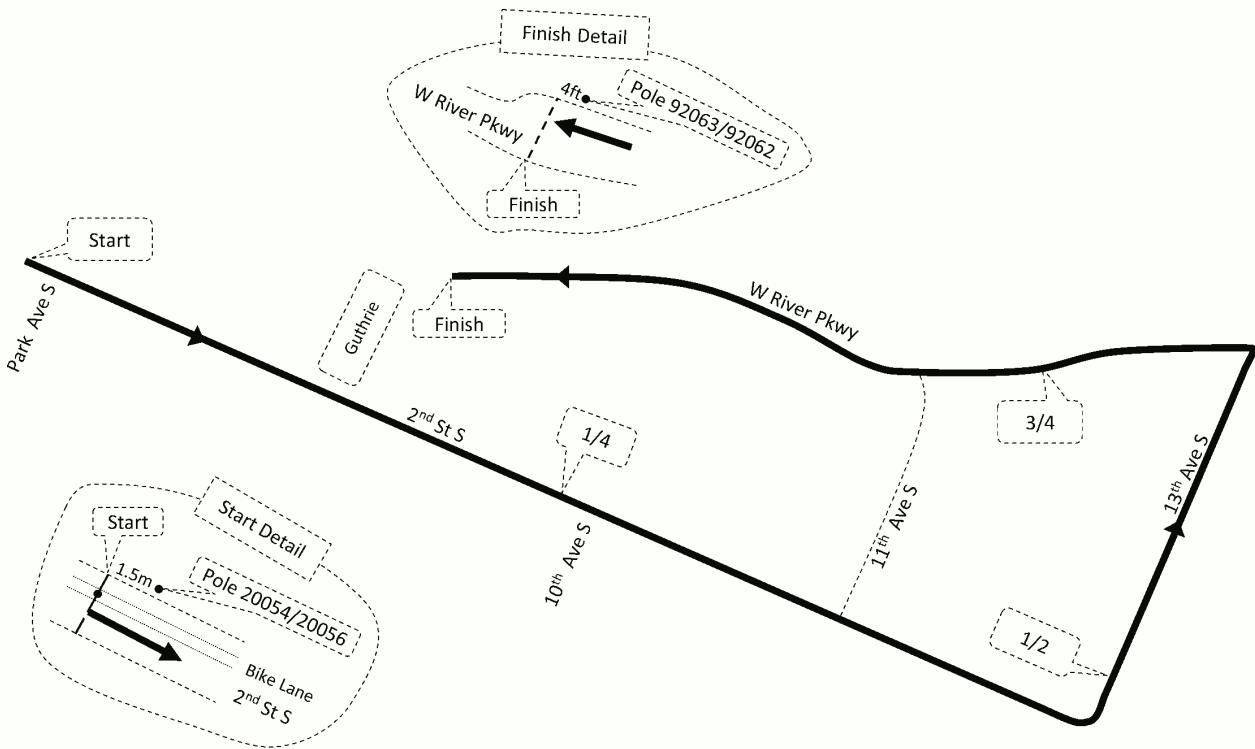 Finish Detail
4ft
Pole 92063/92062
W River Pkwy
Finish
Start
Park Ave S
Guthrie
Finish
W River Pkwy
2nd St S
1/4
10th Ave S
11th Ave S
3/4
13th Ave S
1/2
Start Detail
Start
1.5m
Pole 20054/20056
Bike Lane
2nd St S